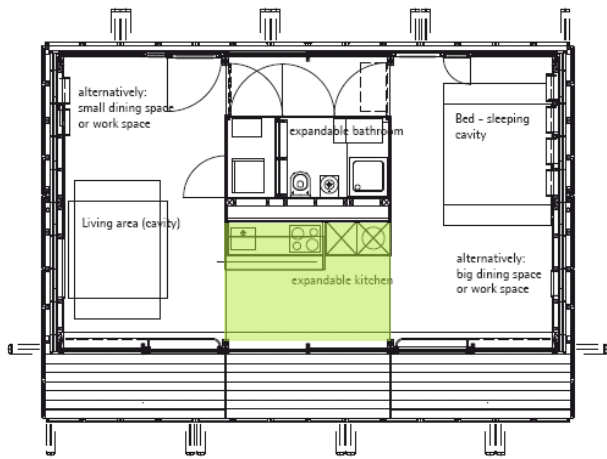 alternatively:
small dining space
or work space
expandable bathroom
Bed – sleeping
cavity
Living area (cavity)
alternatively:
big dining space
or work space
expandable kitchen